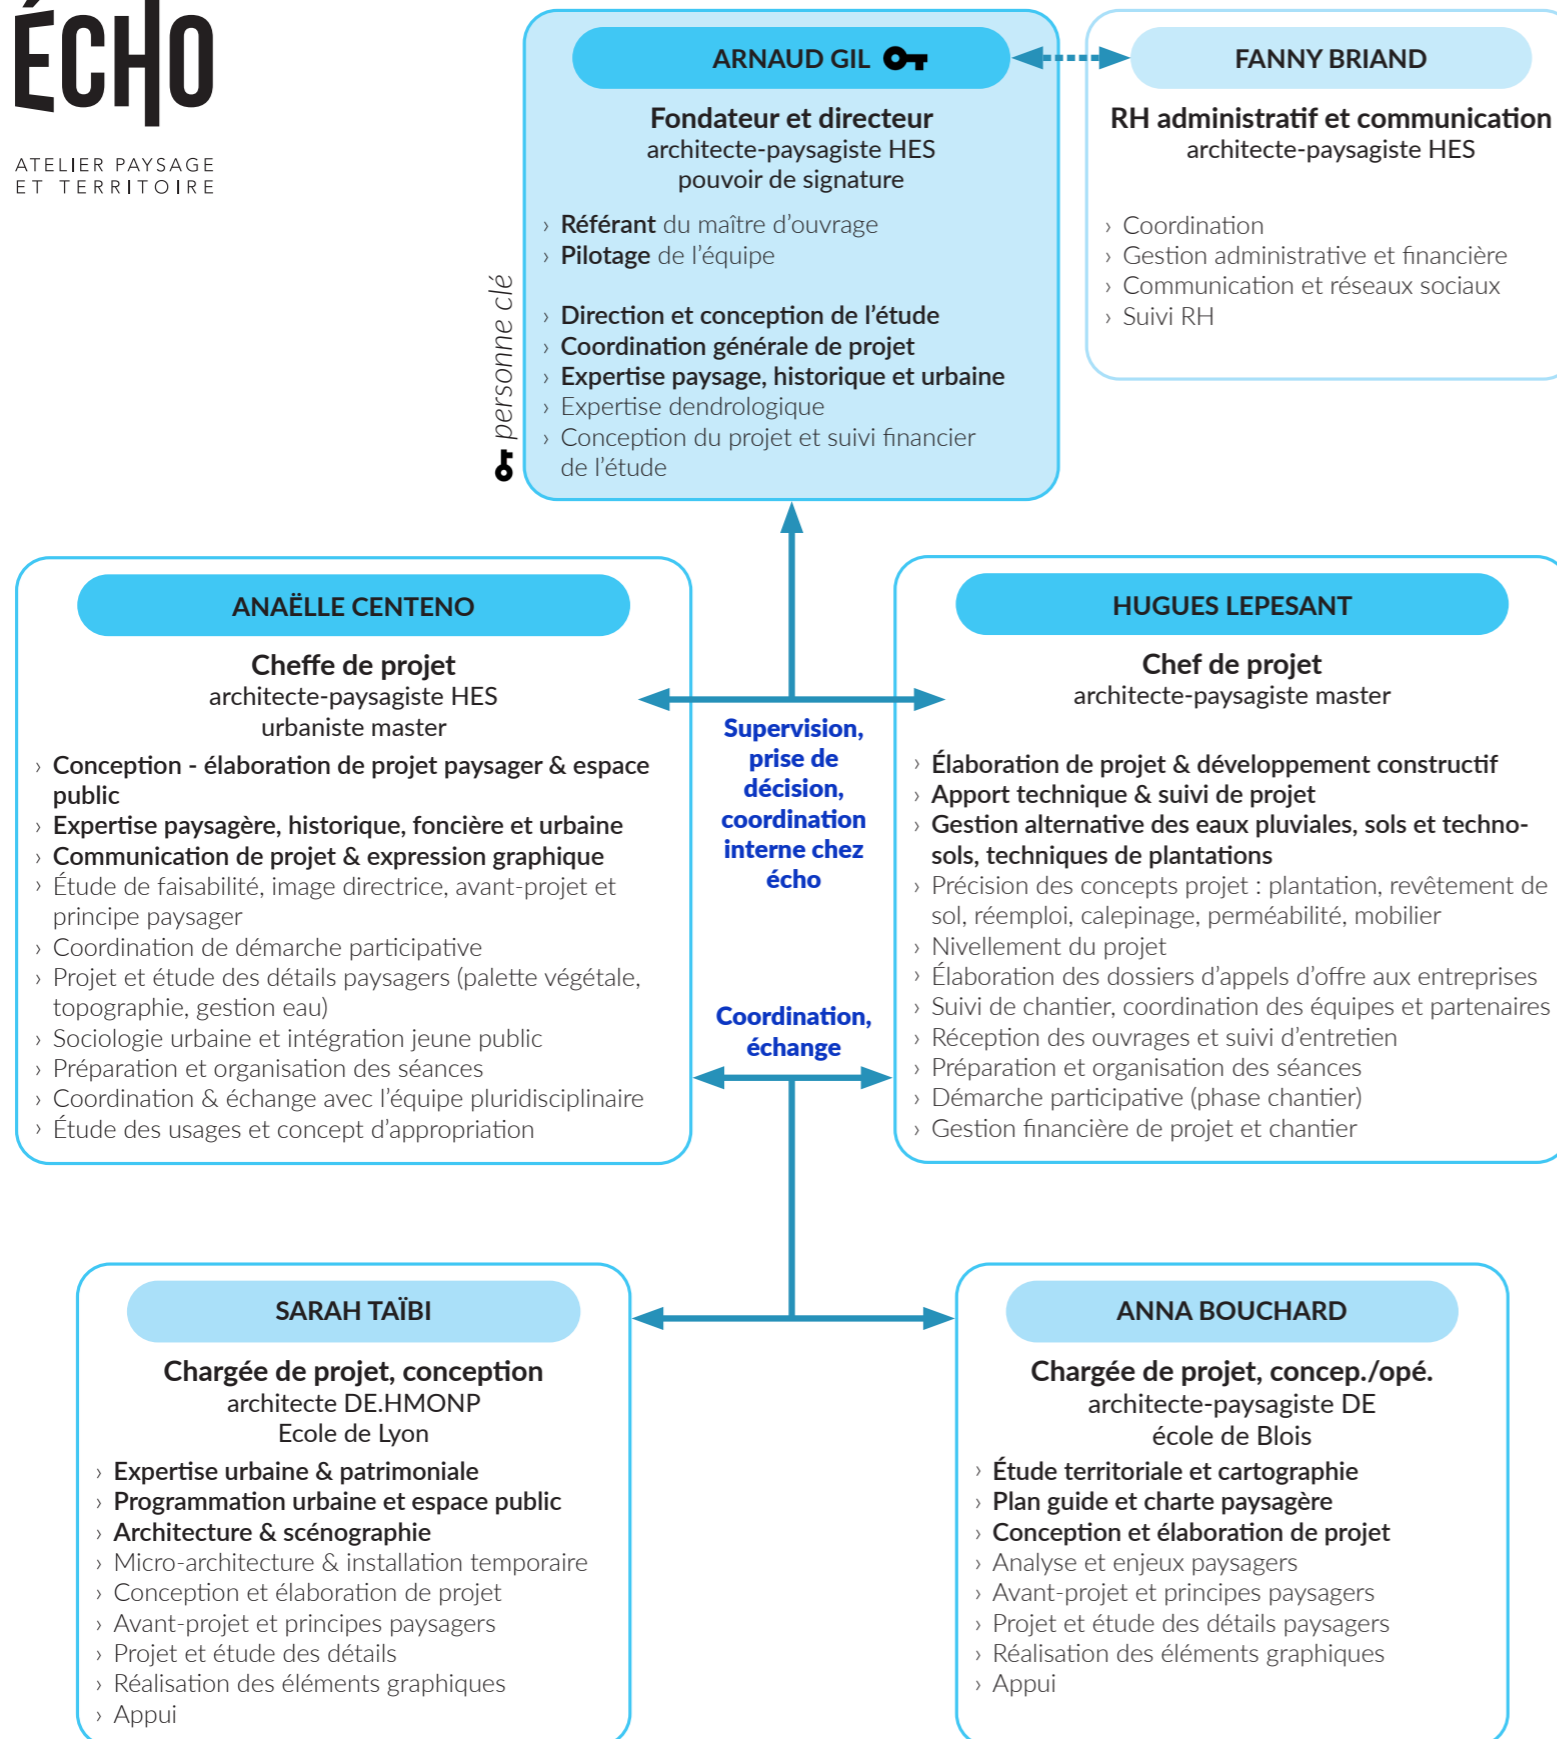 ÉCHO
ATELIER PAYSAGE
ET TERRITOIRE
ARNAUD GIL
Fondateur et directeur
architecte-paysagiste HES
pouvoir de signature
› Référant du maître d'ouvrage
› Pilotage de l'équipe
› Direction et conception de l'étude
› Coordination générale de projet
› Expertise paysage, historique et urbaine
› Expertise dendrologique
› Conception du projet et suivi financier
de l'étude
personne clé
FANNY BRIAND
RH administratif et communication
architecte-paysagiste HES
› Coordination
› Gestion administrative et financière
› Communication et réseaux sociaux
› Suivi RH
ANAËLLE CENTENO
Cheffe de projet
architecte-paysagiste HES
urbaniste master
› Conception - élaboration de projet paysager & espace
public
› Expertise paysagère, historique, foncière et urbaine
› Communication de projet & expression graphique
› Étude de faisabilité, image directrice, avant-projet et
principe paysager
› Coordination de démarche participative
› Projet et étude des détails paysagers (palette végétale,
topographie, gestion eau)
› Sociologie urbaine et intégration jeune public
› Préparation et organisation des séances
› Coordination & échange avec l'équipe pluridisciplinaire
› Étude des usages et concept d'appropriation
Supervision,
prise de
décision,
coordination
interne chez
écho
Coordination,
échange
HUGUES LEPESANT
Chef de projet
architecte-paysagiste master
› Élaboration de projet & développement constructif
› Apport technique & suivi de projet
› Gestion alternative des eaux pluviales, sols et techno-
sols, techniques de plantations
› Précision des concepts projet : plantation, revêtement de
sol, réemploi, calepinage, perméabilité, mobilier
› Nivellement du projet
› Élaboration des dossiers d'appels d'offre aux entreprises
› Suivi de chantier, coordination des équipes et partenaires
› Réception des ouvrages et suivi d'entretien
› Préparation et organisation des séances
› Démarche participative (phase chantier)
› Gestion financière de projet et chantier
SARAH TAÏBI
Chargée de projet, conception
architecte DE.HMONP
Ecole de Lyon
› Expertise urbaine & patrimoniale
› Programmation urbaine et espace public
› Architecture & scénographie
› Micro-architecture & installation temporaire
› Conception et élaboration de projet
› Avant-projet et principes paysagers
› Projet et étude des détails
› Réalisation des éléments graphiques
› Appui
ANNA BOUCHARD
Chargée de projet, concep./opé.
architecte-paysagiste DE
école de Blois
› Étude territoriale et cartographie
› Plan guide et charte paysagère
› Conception et élaboration de projet
› Analyse et enjeux paysagers
› Avant-projet et principes paysagers
› Projet et étude des détails paysagers
› Réalisation des éléments graphiques
› Appui